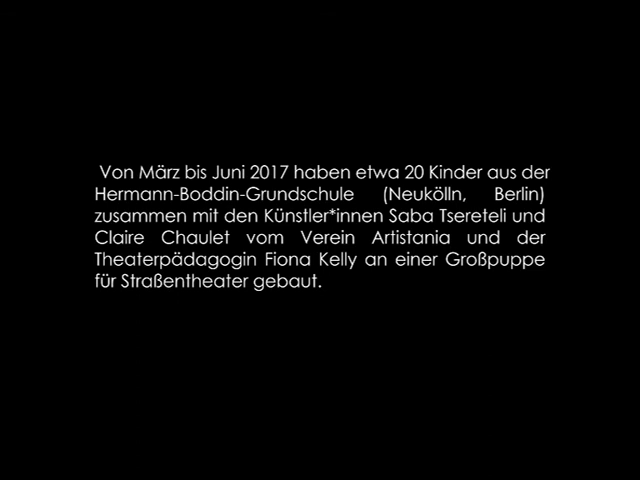 Von März bis Juni 2017 haben etwa 20 Kinder aus der
Hermann-Boddin-Grundschule (Neukölln, Berlin)
zusammen mit den Künstler*innen Saba Tsereteli und
Claire Chaulet vom Verein Artistania und der
Theaterpädagogin Fiona Kelly an einer Großpuppe
für Straßentheater gebaut.